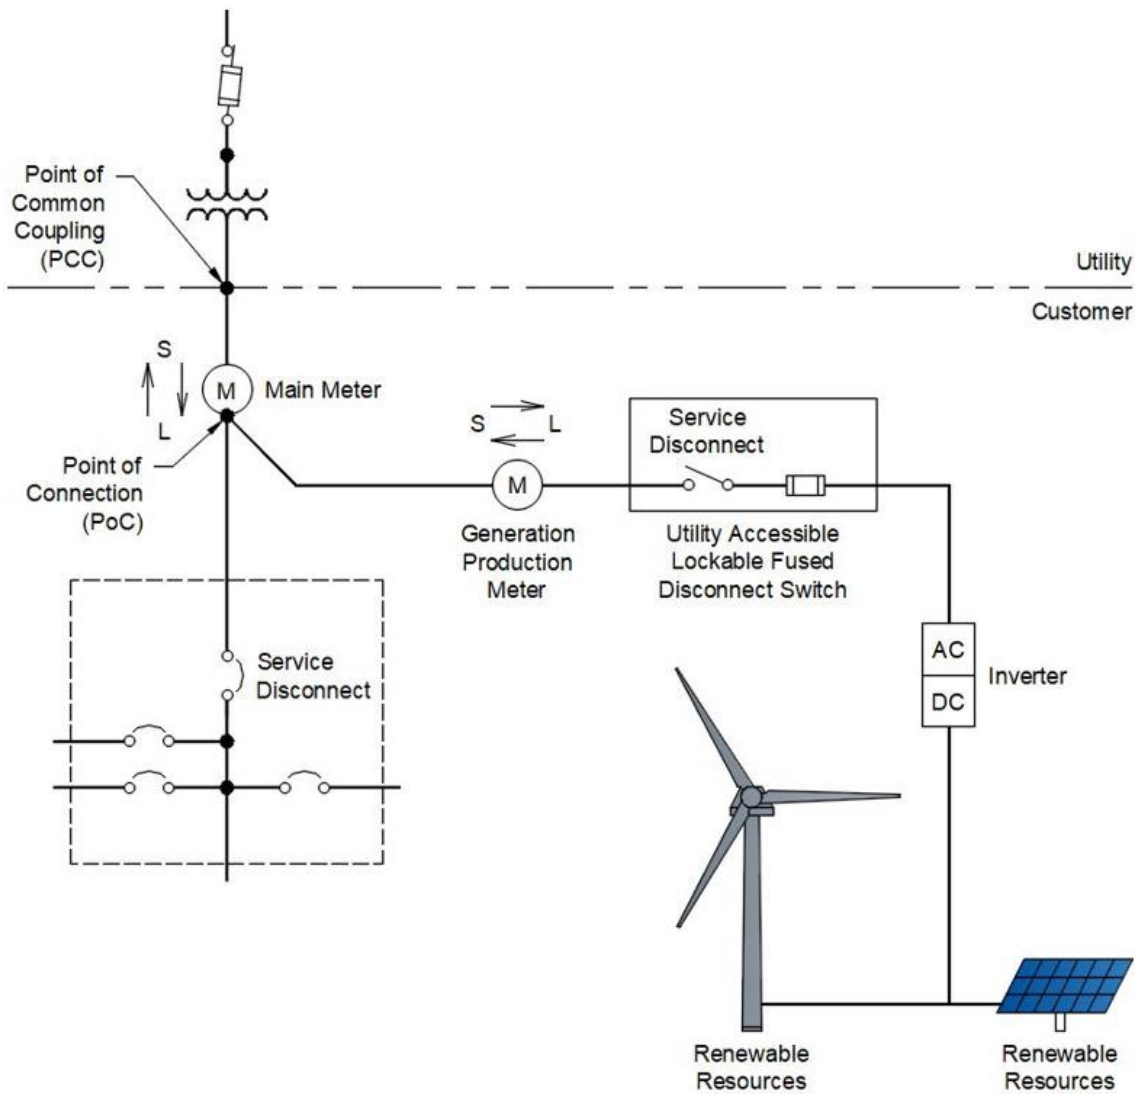 Point of
Common
Coupling
(PCC)
Utility
Customer
S
L
M
Main Meter
Point of
Connection
(PoC)
S
L
M
Generation
Production
Meter
Service
Disconnect
Utility Accessible
Lockable Fused
Disconnect Switch
Service
Disconnect
AC
DC
Inverter
Renewable
Resources
Renewable
Resources